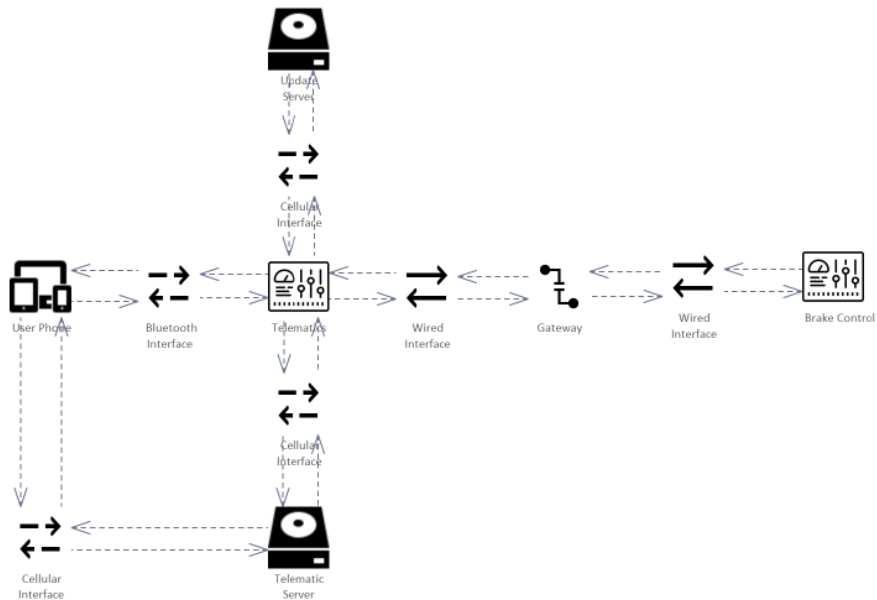 Update
Server
Cellular
Interface
User Phone
Bluetooth
Interface
Telematics
Wired
Interface
Gateway
Wired
Interface
Brake Control
Cellular
Interface
Cellular
Interface
Telematic
Server